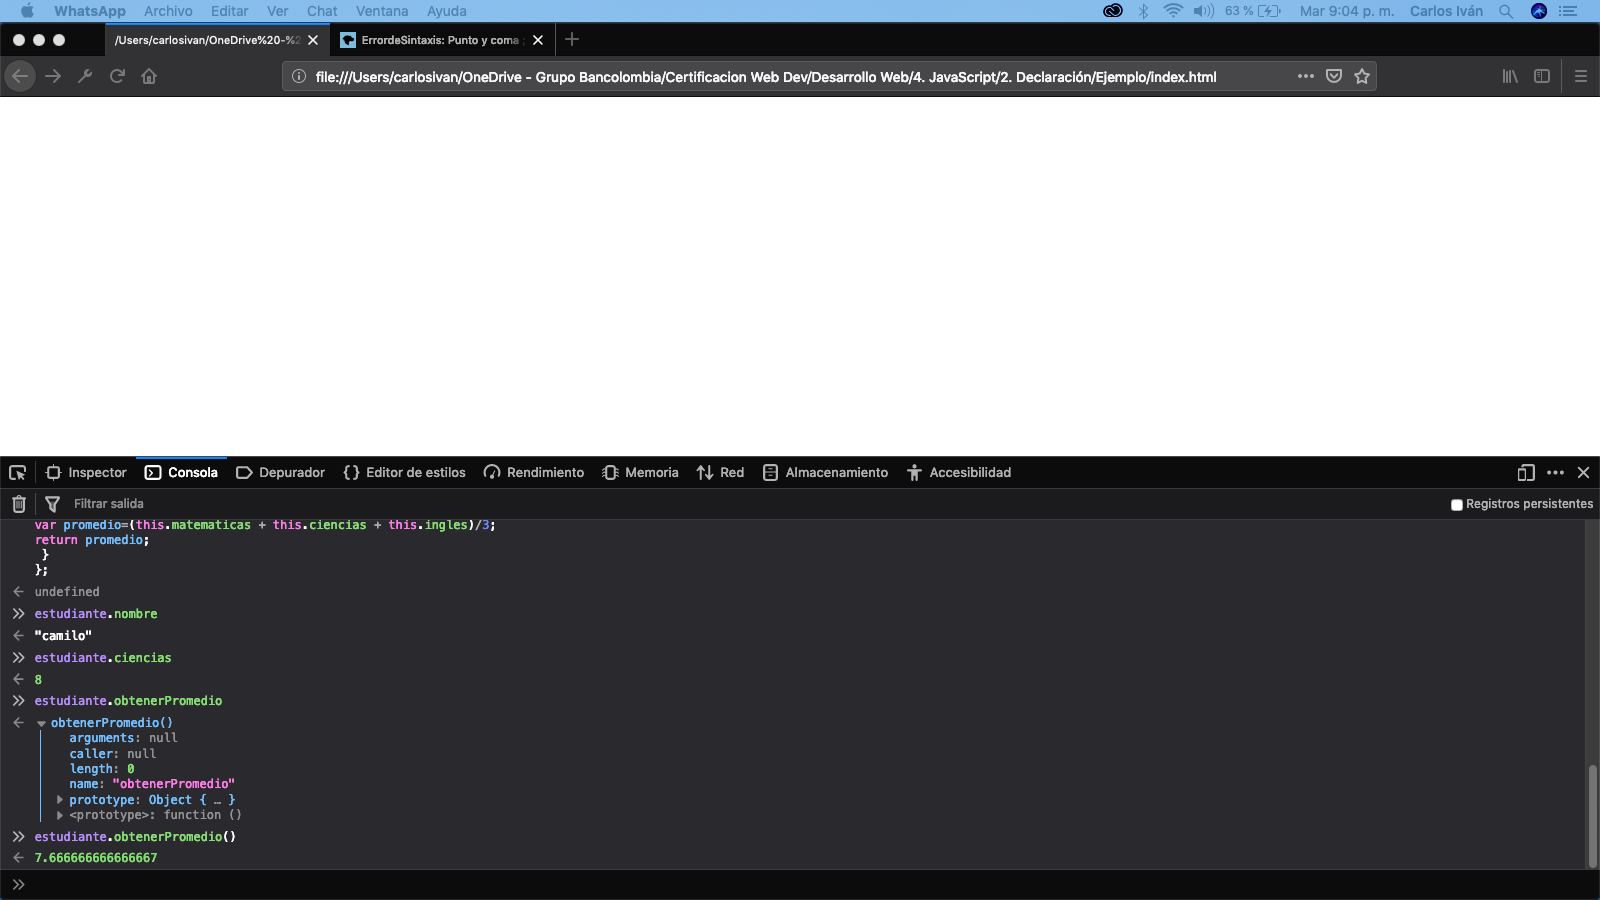 WhatsApp Archivo Editar Ver Chat Ventana Ayuda 63 % Mar 9:04 p. m. Carlos Iván
/Users/carlosivan/OneDrive%20-%2 ErrordeSintaxis: Punto y coma ;
file:///Users/carlosivan/OneDrive - Grupo Bancolombia/Certificacion Web Dev/Desarrollo Web/4. JavaScript/2. Declaración/Ejemplo/index.html
Inspector Consola Depurador Editor de estilos Rendimiento Memoria Red Almacenamiento Accesibilidad
Filtrar salida Registros persistentes
var promedio=(this.matematicas + this.ciencias + this.ingles)/3;
return promedio;
}
};
undefined
estudiante.nombre
"camilo"
estudiante.ciencias
8
estudiante.obtenerPromedio
obtenerPromedio()
arguments: null
caller: null
length: 0
name: "obtenerPromedio"
prototype: Object { … }
<prototype>: function ()
estudiante.obtenerPromedio()
7.666666666666667